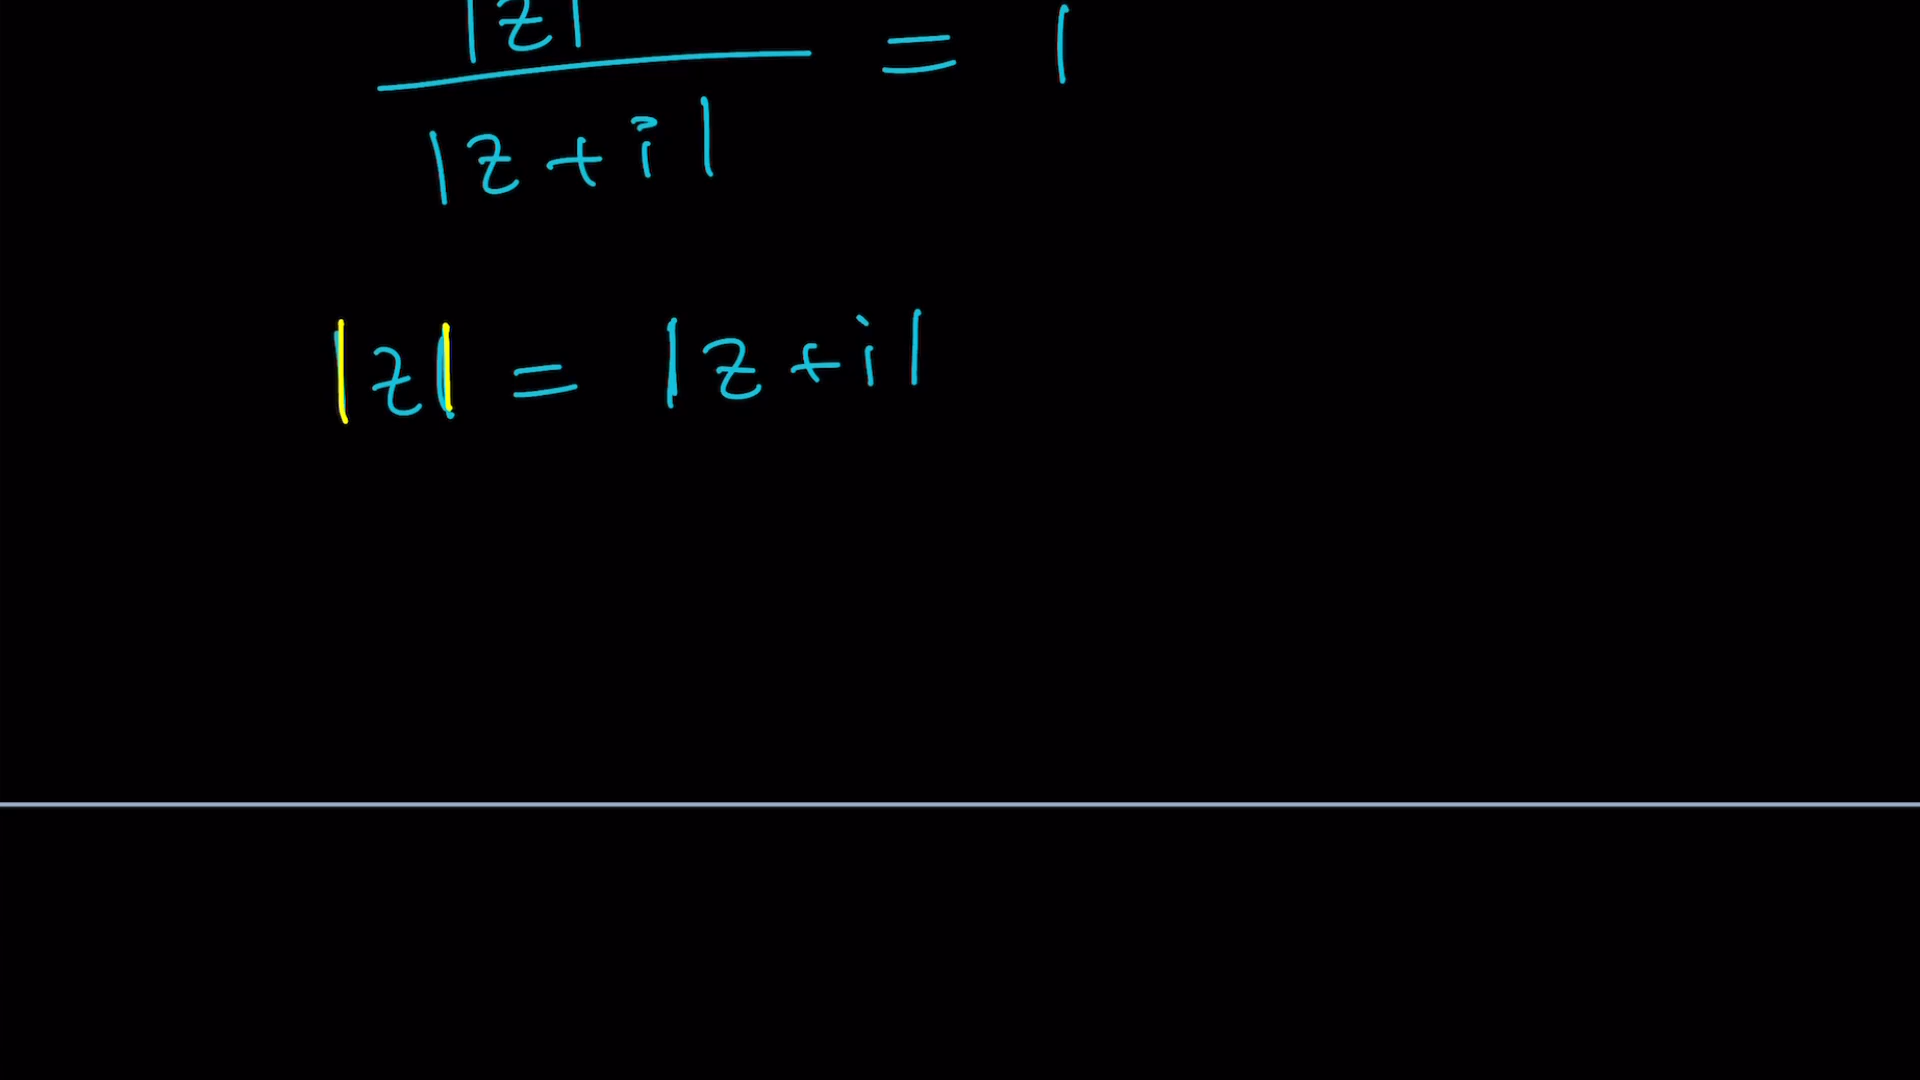 |z|
/ |z+i| = 1
|z| = |z+i|